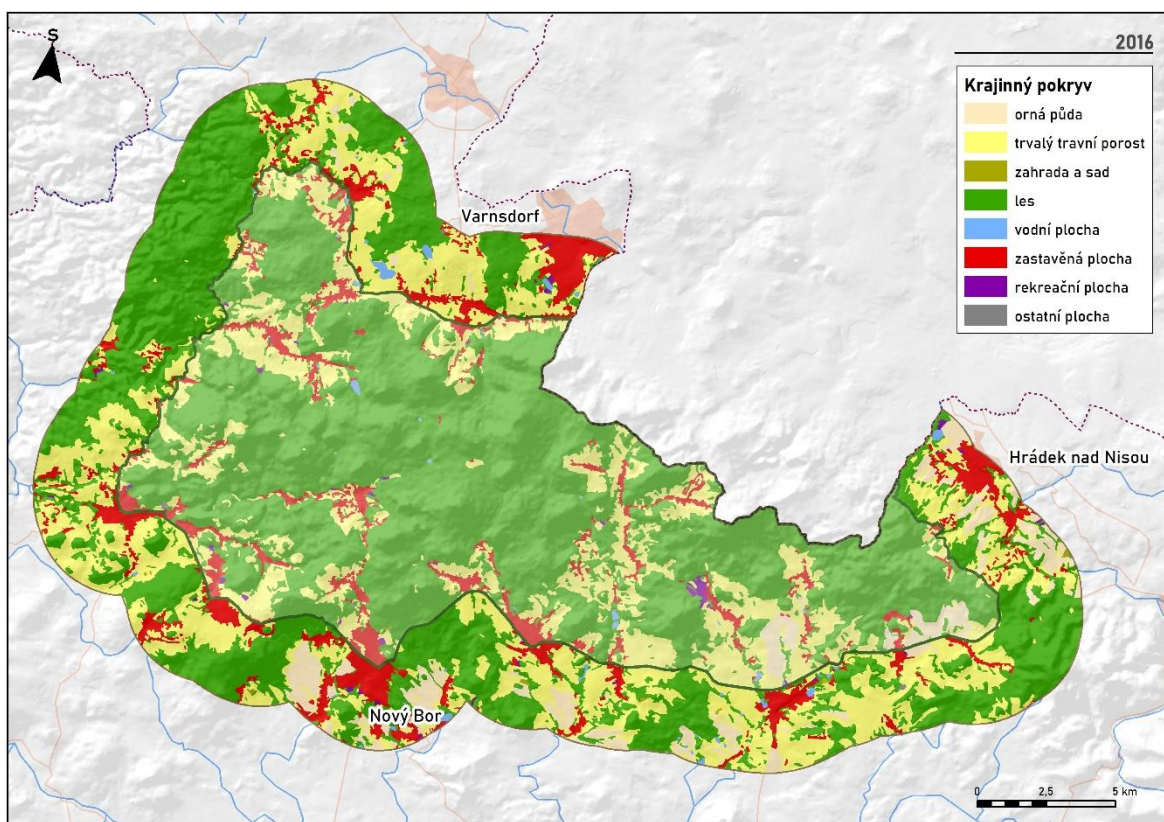 S
2016
Krajinný pokryv
orná půda
trvalý travní porost
zahrada a sad
les
vodní plocha
zastavěná plocha
rekreační plocha
ostatní plocha
Varnsdorf
Hrádek nad Nisou
Nový Bor
0 2,5 5 km